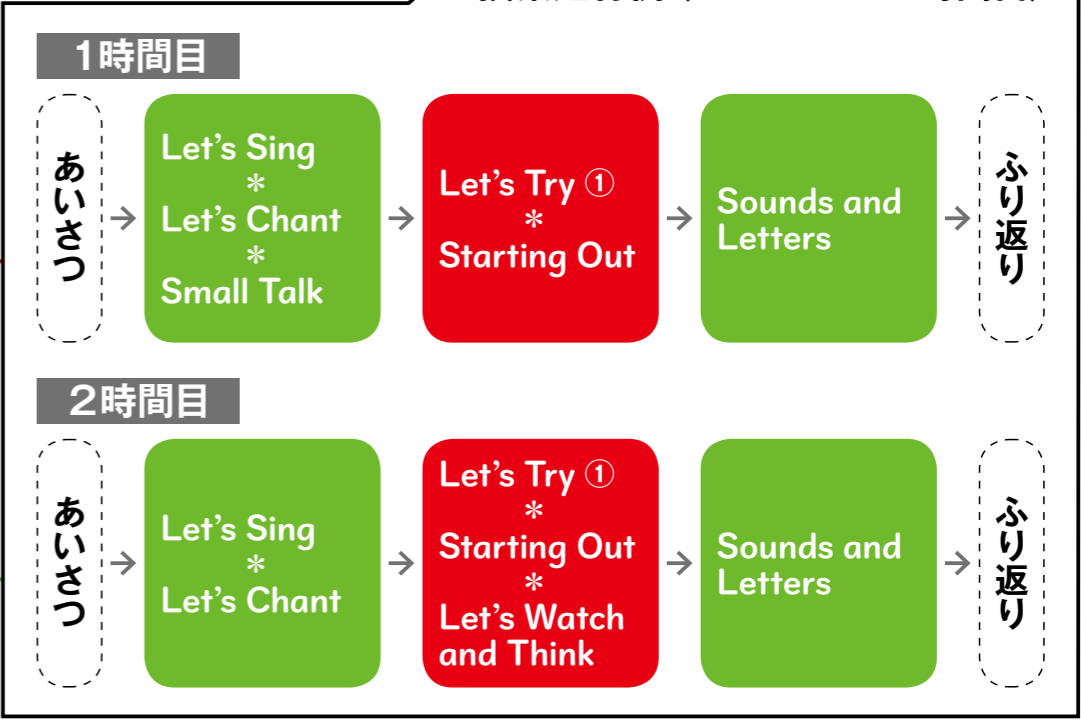 1時間目
あいさつ
Let's Sing
＊
Let's Chant
＊
Small Talk
Let's Try ①
＊
Starting Out
Sounds and
Letters
ふり返り
2時間目
あいさつ
Let's Sing
＊
Let's Chant
Let's Try ①
＊
Starting Out
＊
Let's Watch
and Think
Sounds and
Letters
ふり返り